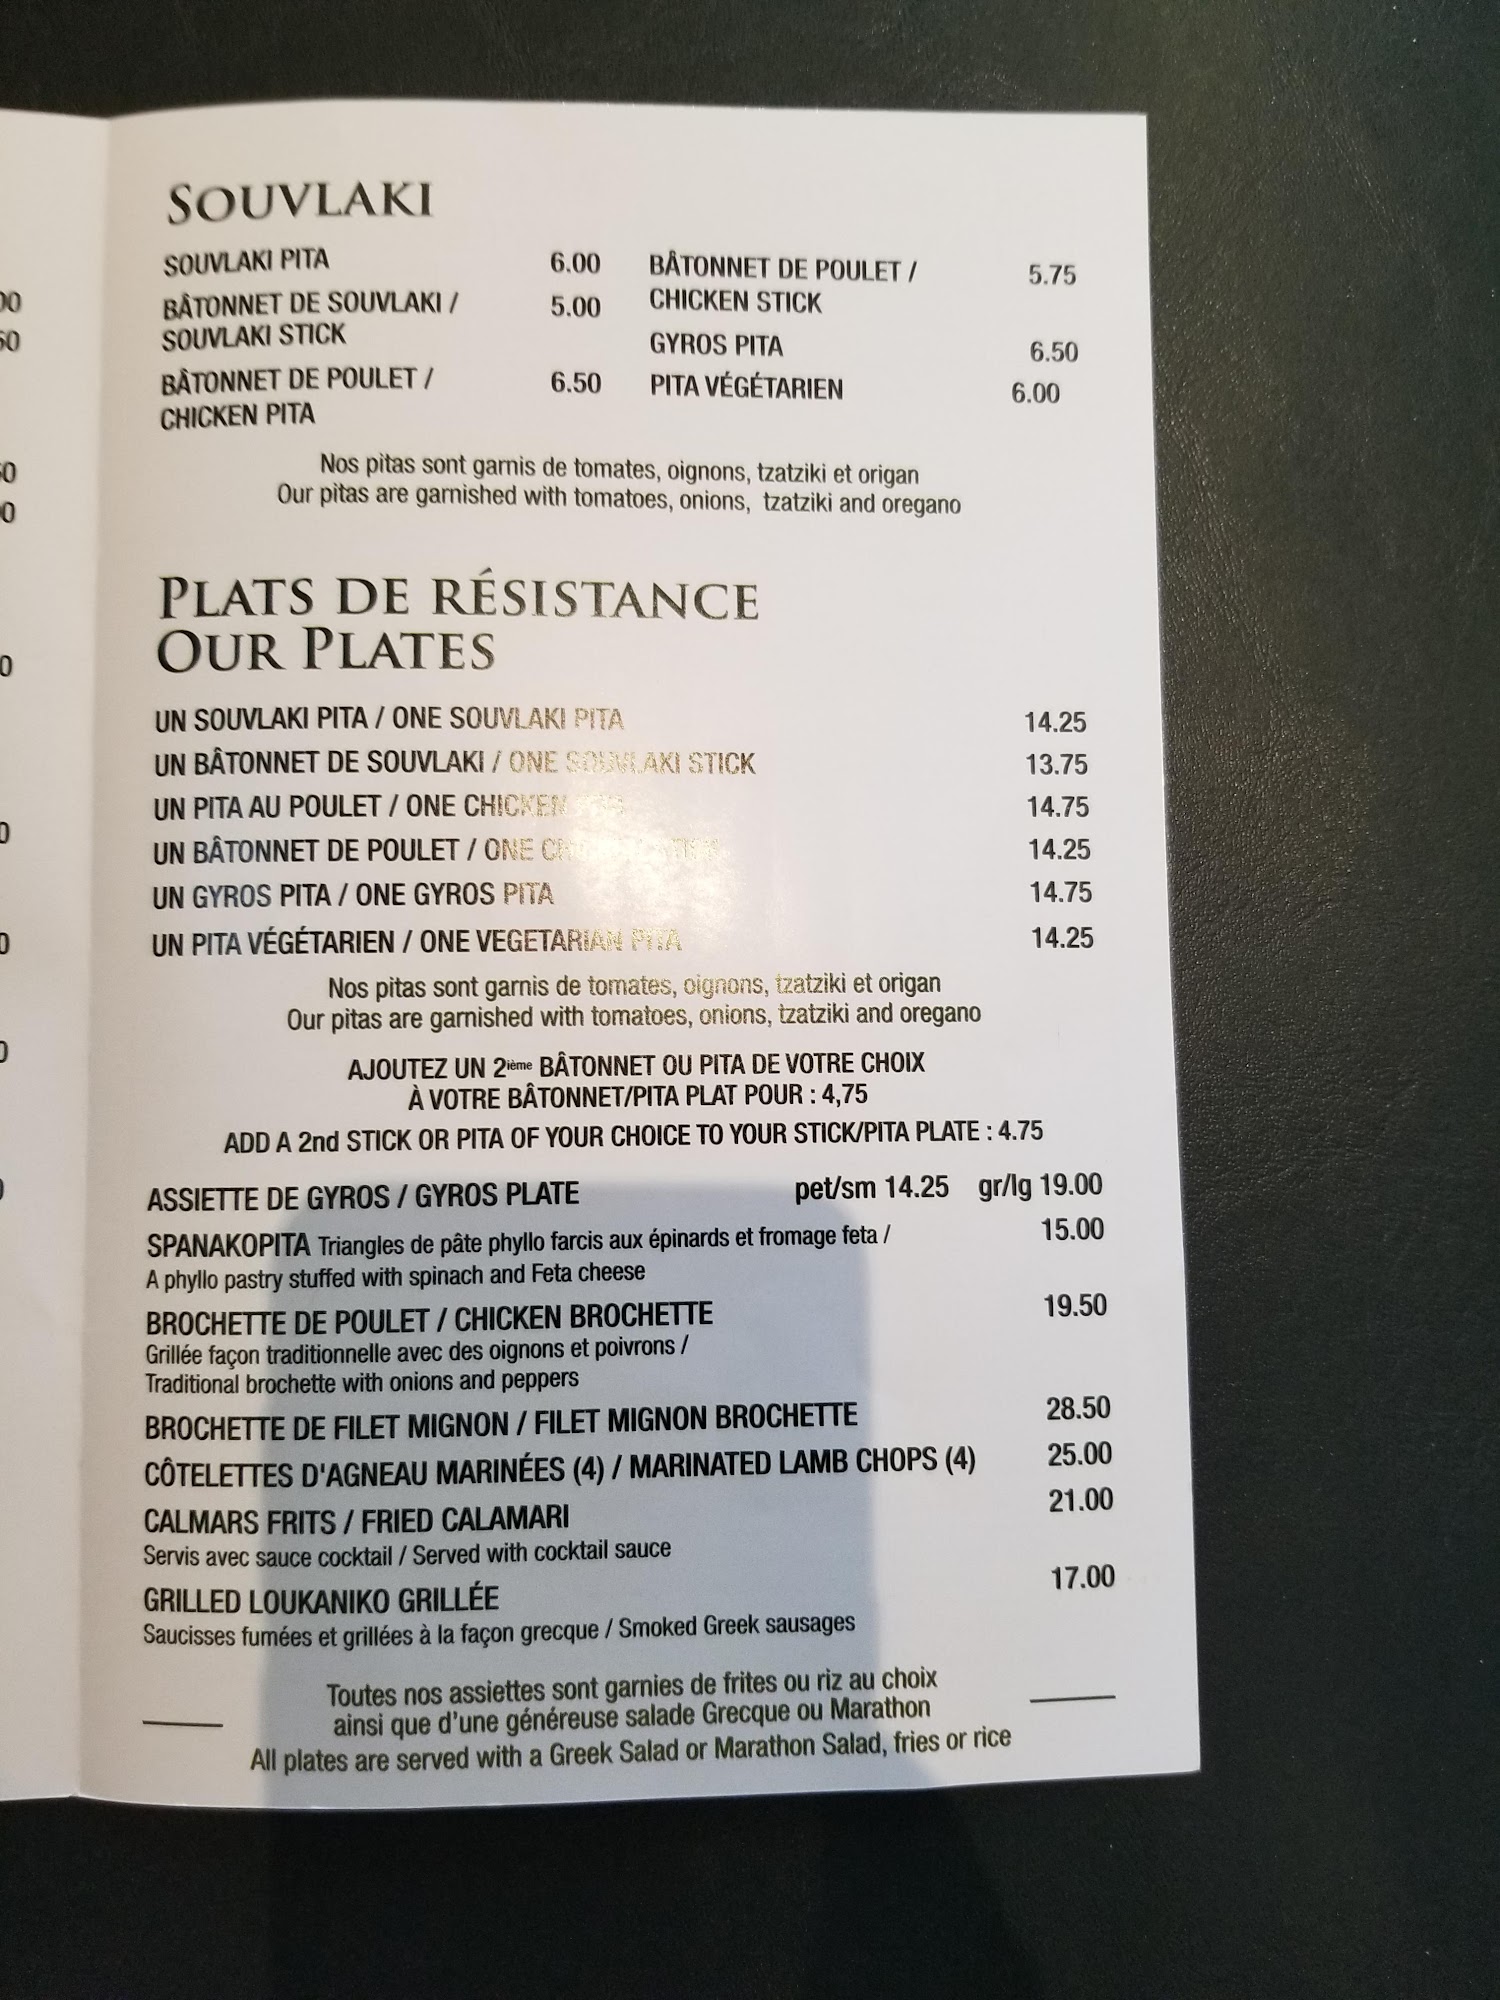 SOUVLAKI
SOUVLAKI PITA 6.00
BÂTONNET DE SOUVLAKI / 5.00
SOUVLAKI STICK
BÂTONNET DE POULET / 6.50
CHICKEN PITA
BÂTONNET DE POULET / 5.75
CHICKEN STICK
GYROS PITA 6.50
PITA VÉGÉTARIEN 6.00
Nos pitas sont garnis de tomates, oignons, tzatziki et origan
Our pitas are garnished with tomatoes, onions, tzatziki and oregano
PLATS DE RÉSISTANCE
OUR PLATES
UN SOUVLAKI PITA / ONE SOUVLAKI PITA 14.25
UN BÂTONNET DE SOUVLAKI / ONE SOUVLAKI STICK 13.75
UN PITA AU POULET / ONE CHICKEN 14.75
UN BÂTONNET DE POULET / ONE 14.25
UN GYROS PITA / ONE GYROS PITA 14.75
UN PITA VÉGÉTARIEN / ONE VEGETARIAN PITA 14.25
Nos pitas sont garnis de tomates, oignons, tzatziki et origan
Our pitas are garnished with tomatoes, onions, tzatziki and oregano
AJOUTEZ UN 2ième BÂTONNET OU PITA DE VOTRE CHOIX
À VOTRE BÂTONNET/PITA PLAT POUR : 4,75
ADD A 2nd STICK OR PITA OF YOUR CHOICE TO YOUR STICK/PITA PLATE : 4.75
ASSIETTE DE GYROS / GYROS PLATE pet/sm 14.25 gr/lg 19.00
SPANAKOPITA Triangles de pâte phyllo farcis aux épinards et fromage feta / 15.00
A phyllo pastry stuffed with spinach and Feta cheese
BROCHETTE DE POULET / CHICKEN BROCHETTE 19.50
Grillée façon traditionnelle avec des oignons et poivrons /
Traditional brochette with onions and peppers
BROCHETTE DE FILET MIGNON / FILET MIGNON BROCHETTE 28.50
CÔTELETTES D'AGNEAU MARINÉES (4) / MARINATED LAMB CHOPS (4) 25.00
CALMARS FRITS / FRIED CALAMARI 21.00
Servis avec sauce cocktail / Served with cocktail sauce
GRILLED LOUKANIKO GRILLÉE 17.00
Saucisses fumées et grillées à la façon grecque / Smoked Greek sausages
Toutes nos assiettes sont garnies de frites ou riz au choix
ainsi que d'une généreuse salade Grecque ou Marathon
All plates are served with a Greek Salad or Marathon Salad, fries or rice